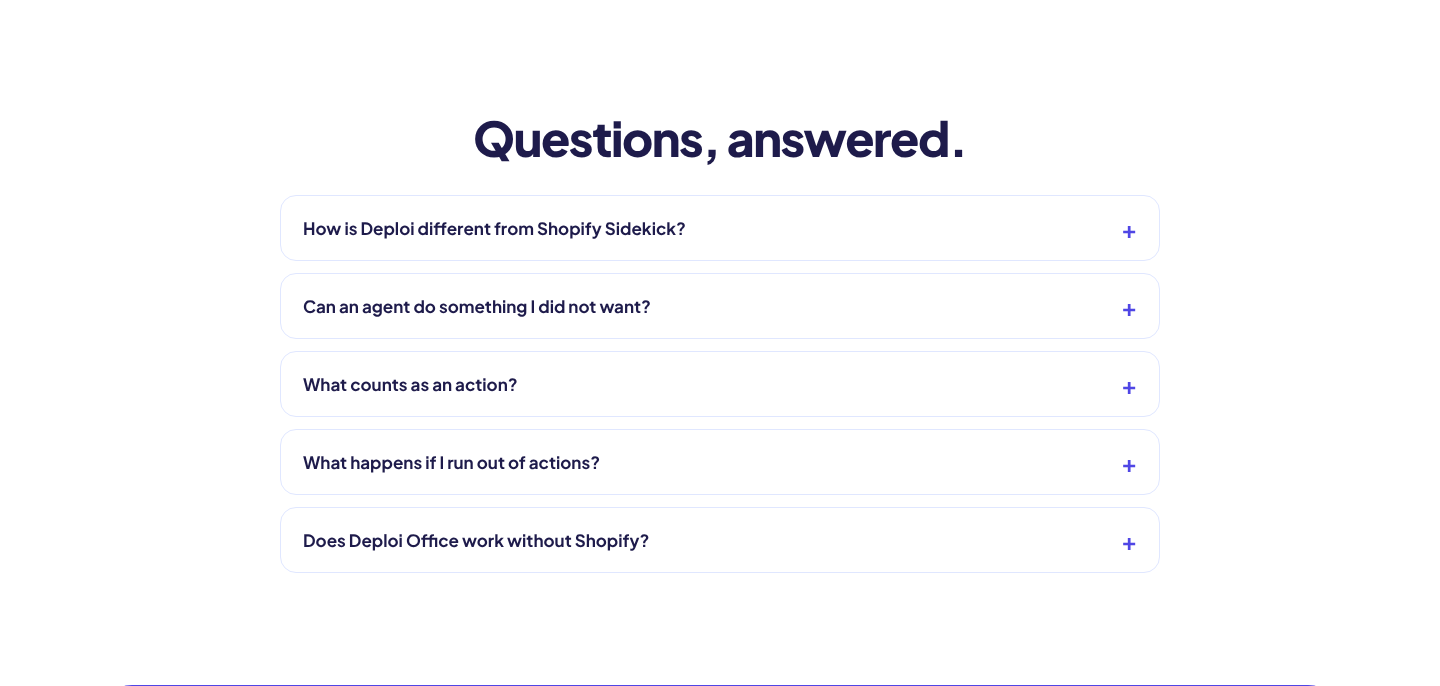 Questions, answered.
How is Deploi different from Shopify Sidekick?
+
Can an agent do something I did not want?
+
What counts as an action?
+
What happens if I run out of actions?
+
Does Deploi Office work without Shopify?
+